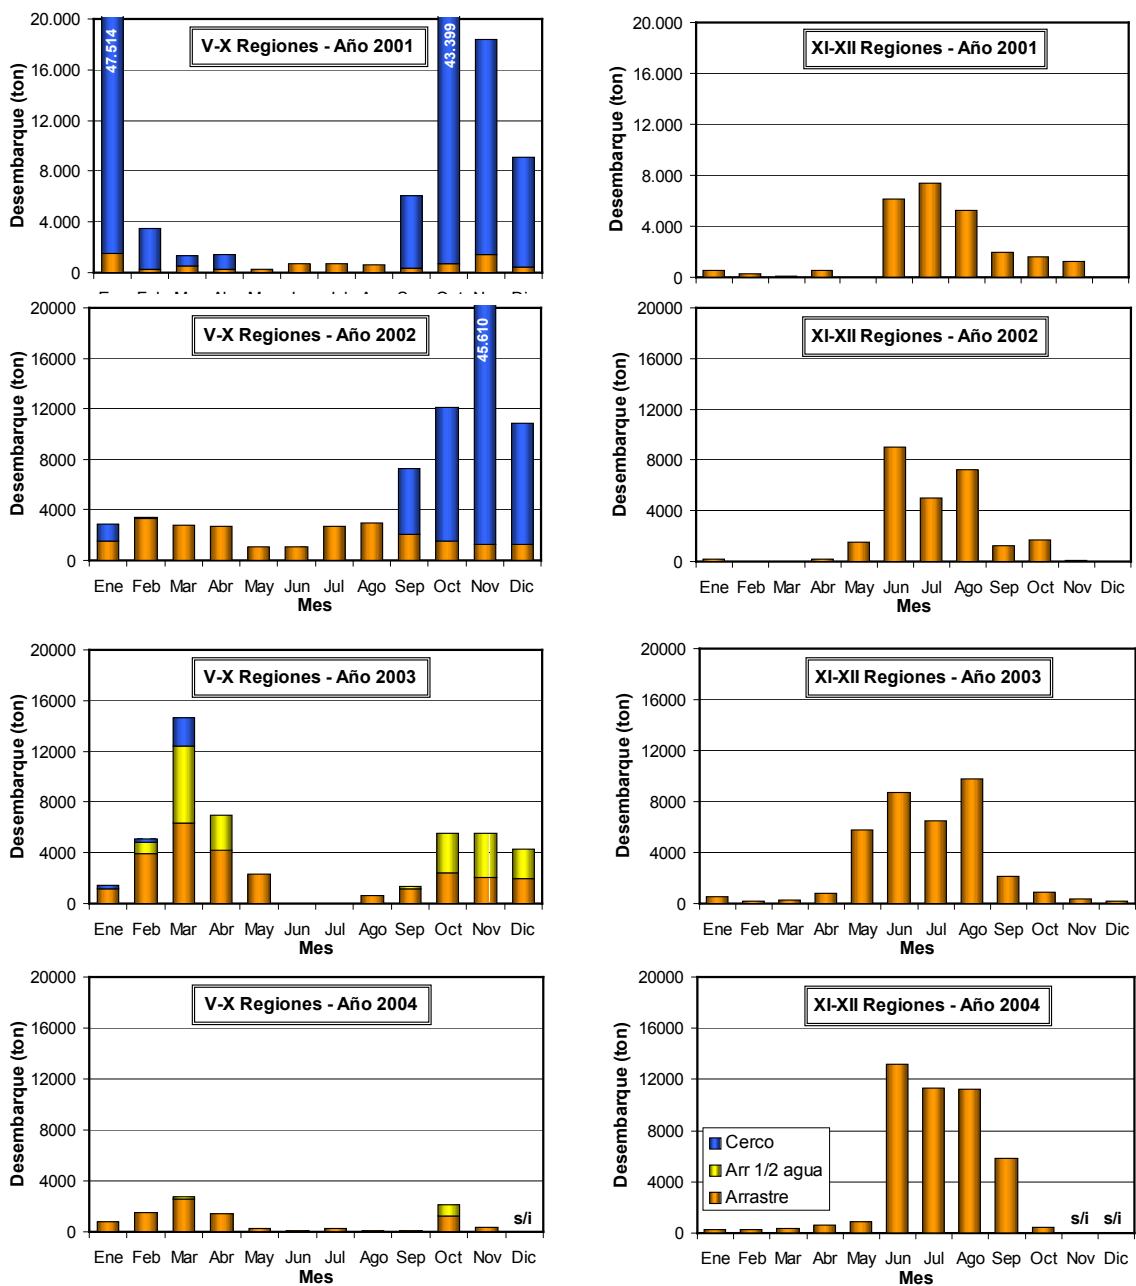 V-X Regiones - Año 2001
Desembarque (ton)
20.000
16.000
12.000
8.000
4.000
0
47.514
43.399
XI-XII Regiones - Año 2001
Desembarque (ton)
20.000
16.000
12.000
8.000
4.000
0
V-X Regiones - Año 2002
Desembarque (ton)
20000
16000
12000
8000
4000
0
45.610
Ene Feb Mar Abr May Jun Jul Ago Sep Oct Nov Dic
Mes
XI-XII Regiones - Año 2002
Desembarque (ton)
20000
16000
12000
8000
4000
0
Ene Feb Mar Abr May Jun Jul Ago Sep Oct Nov Dic
Mes
V-X Regiones - Año 2003
Desembarque (ton)
20000
16000
12000
8000
4000
0
Ene Feb Mar Abr May Jun Jul Ago Sep Oct Nov Dic
Mes
XI-XII Regiones - Año 2003
Desembarque (ton)
20000
16000
12000
8000
4000
0
Ene Feb Mar Abr May Jun Jul Ago Sep Oct Nov Dic
Mes
V-X Regiones - Año 2004
Desembarque (ton)
20000
16000
12000
8000
4000
0
s/i
Ene Feb Mar Abr May Jun Jul Ago Sep Oct Nov Dic
Mes
XI-XII Regiones - Año 2004
Desembarque (ton)
20000
16000
12000
8000
4000
0
Cerco
Arr 1/2 agua
Arrastre
s/i s/i
Ene Feb Mar Abr May Jun Jul Ago Sep Oct Nov Dic
Mes